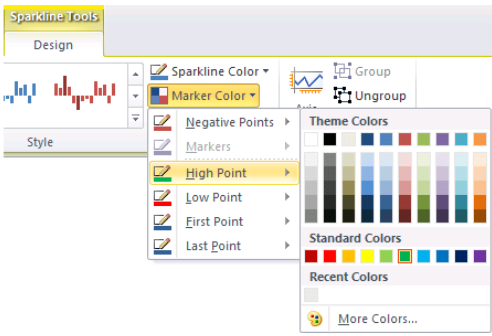 Sparkline Tools
Design
Sparkline Color
Marker Color
Group
Ungroup
Style
Negative Points
Markers
High Point
Low Point
First Point
Last Point
Theme Colors
Standard Colors
Recent Colors
More Colors...